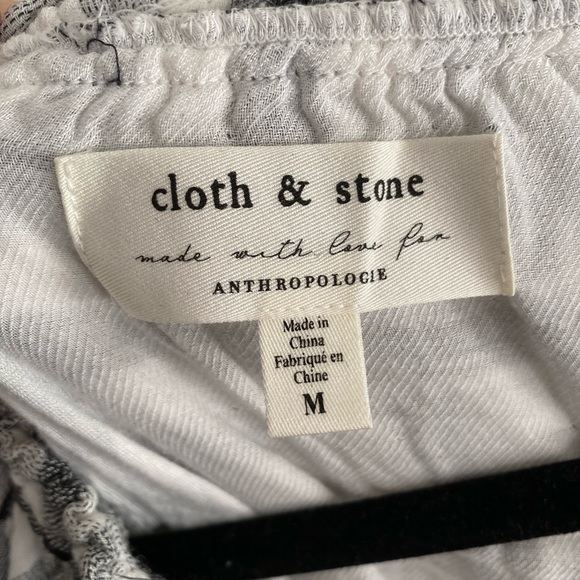 cloth & stone
made with love for
ANTHROPOLOGIE
Made in
China
Fabriqué en
Chine
M